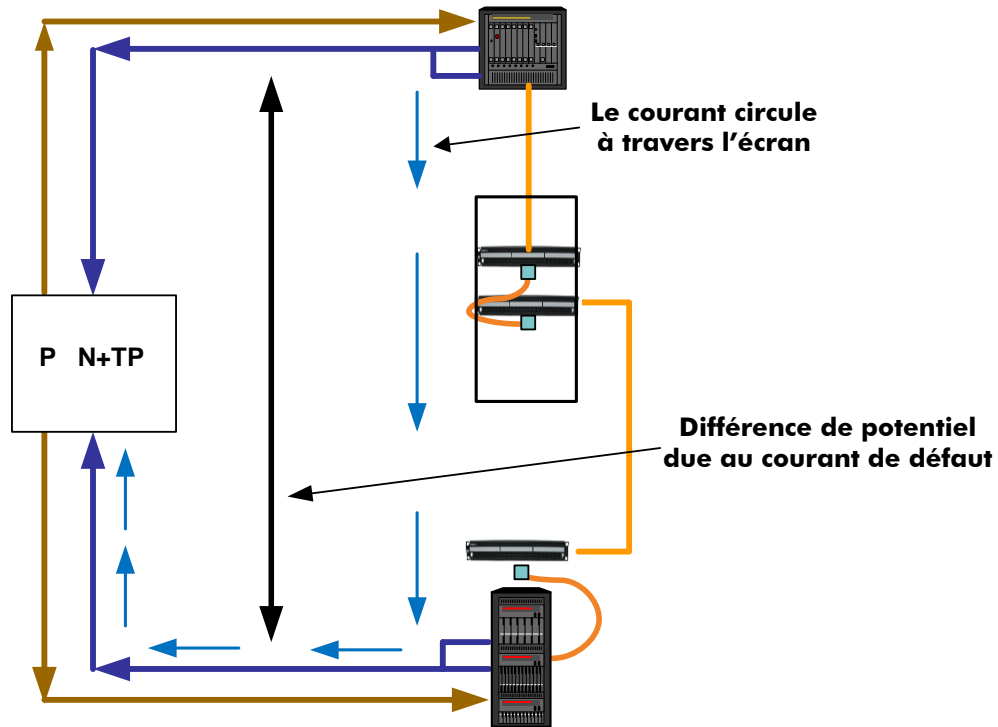 Le courant circule
à travers l’écran
P N+TP
Différence de potentiel
due au courant de défaut